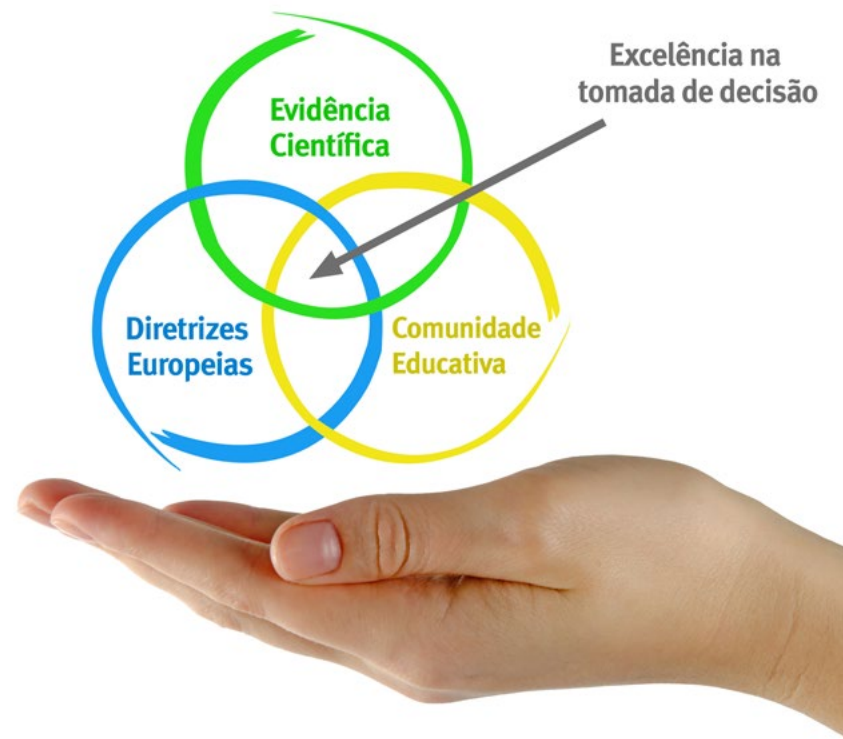 Excelência na
tomada de decisão
Evidência
Científica
Diretrizes
Europeias
Comunidade
Educativa